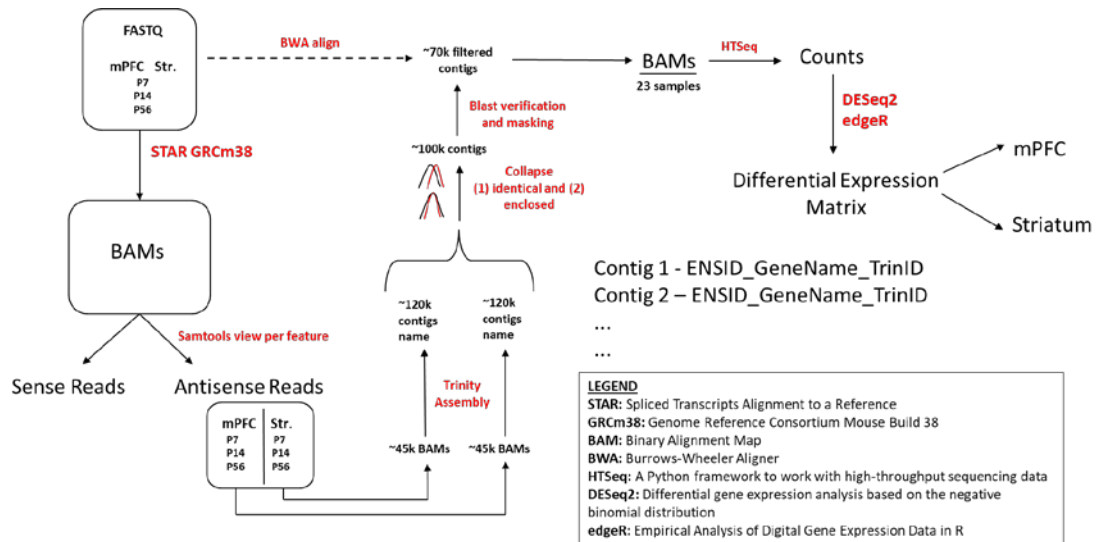 FASTQ
mPFC Str.
P7
P14
P56
BWA align
~70k filtered
contigs
BAMs
23 samples
HTSeq
Counts
DESeq2
edgeR
Differential Expression
Matrix
mPFC
Striatum
STAR GRCm38
BAMs
Samtools view per feature
Sense Reads
Antisense Reads
mPFC
P7
P14
P56
Str.
P7
P14
P56
~45k BAMs
~45k BAMs
Trinity
Assembly
~120k
contigs
name
~120k
contigs
name
Collapse
(1) identical and (2)
enclosed
~100k contigs
Blast verification
and masking
Contig 1 - ENSID_GeneName_TrinID
Contig 2 – ENSID_GeneName_TrinID
...
...
LEGEND
STAR: Spliced Transcripts Alignment to a Reference
GRCm38: Genome Reference Consortium Mouse Build 38
BAM: Binary Alignment Map
BWA: Burrows-Wheeler Aligner
HTSeq: A Python framework to work with high-throughput sequencing data
DESeq2: Differential gene expression analysis based on the negative
binomial distribution
edgeR: Empirical Analysis of Digital Gene Expression Data in R